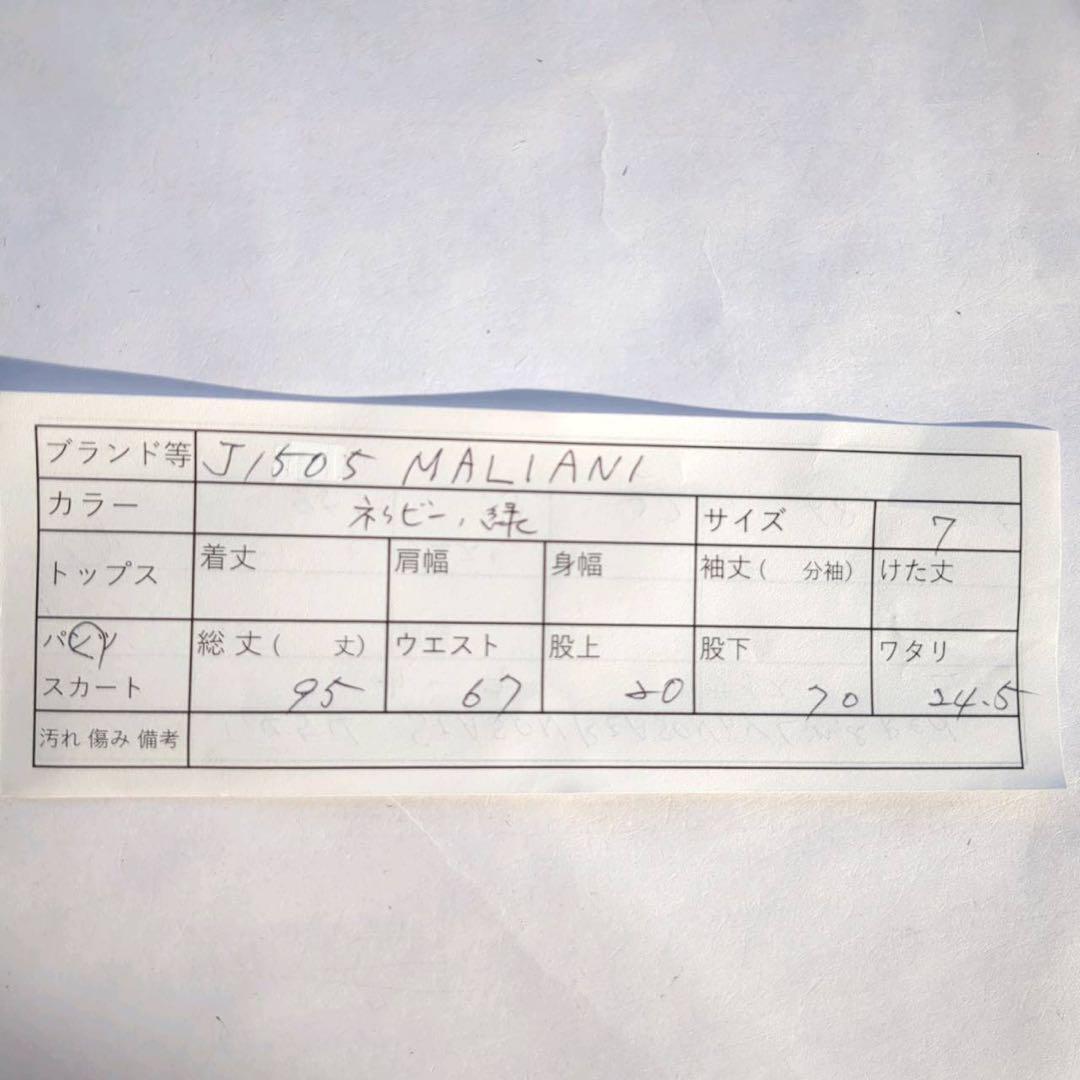 ブランド等 J1505 MALIANI
カラー ネイビー、緑 サイズ 7
トップス 着丈 肩幅 身幅 袖丈( 分袖) けた丈
パンツ 総丈( 丈) ウエスト 股上 股下 ワタリ
スカート 95 67 20 70 24.5
汚れ 傷み 備考